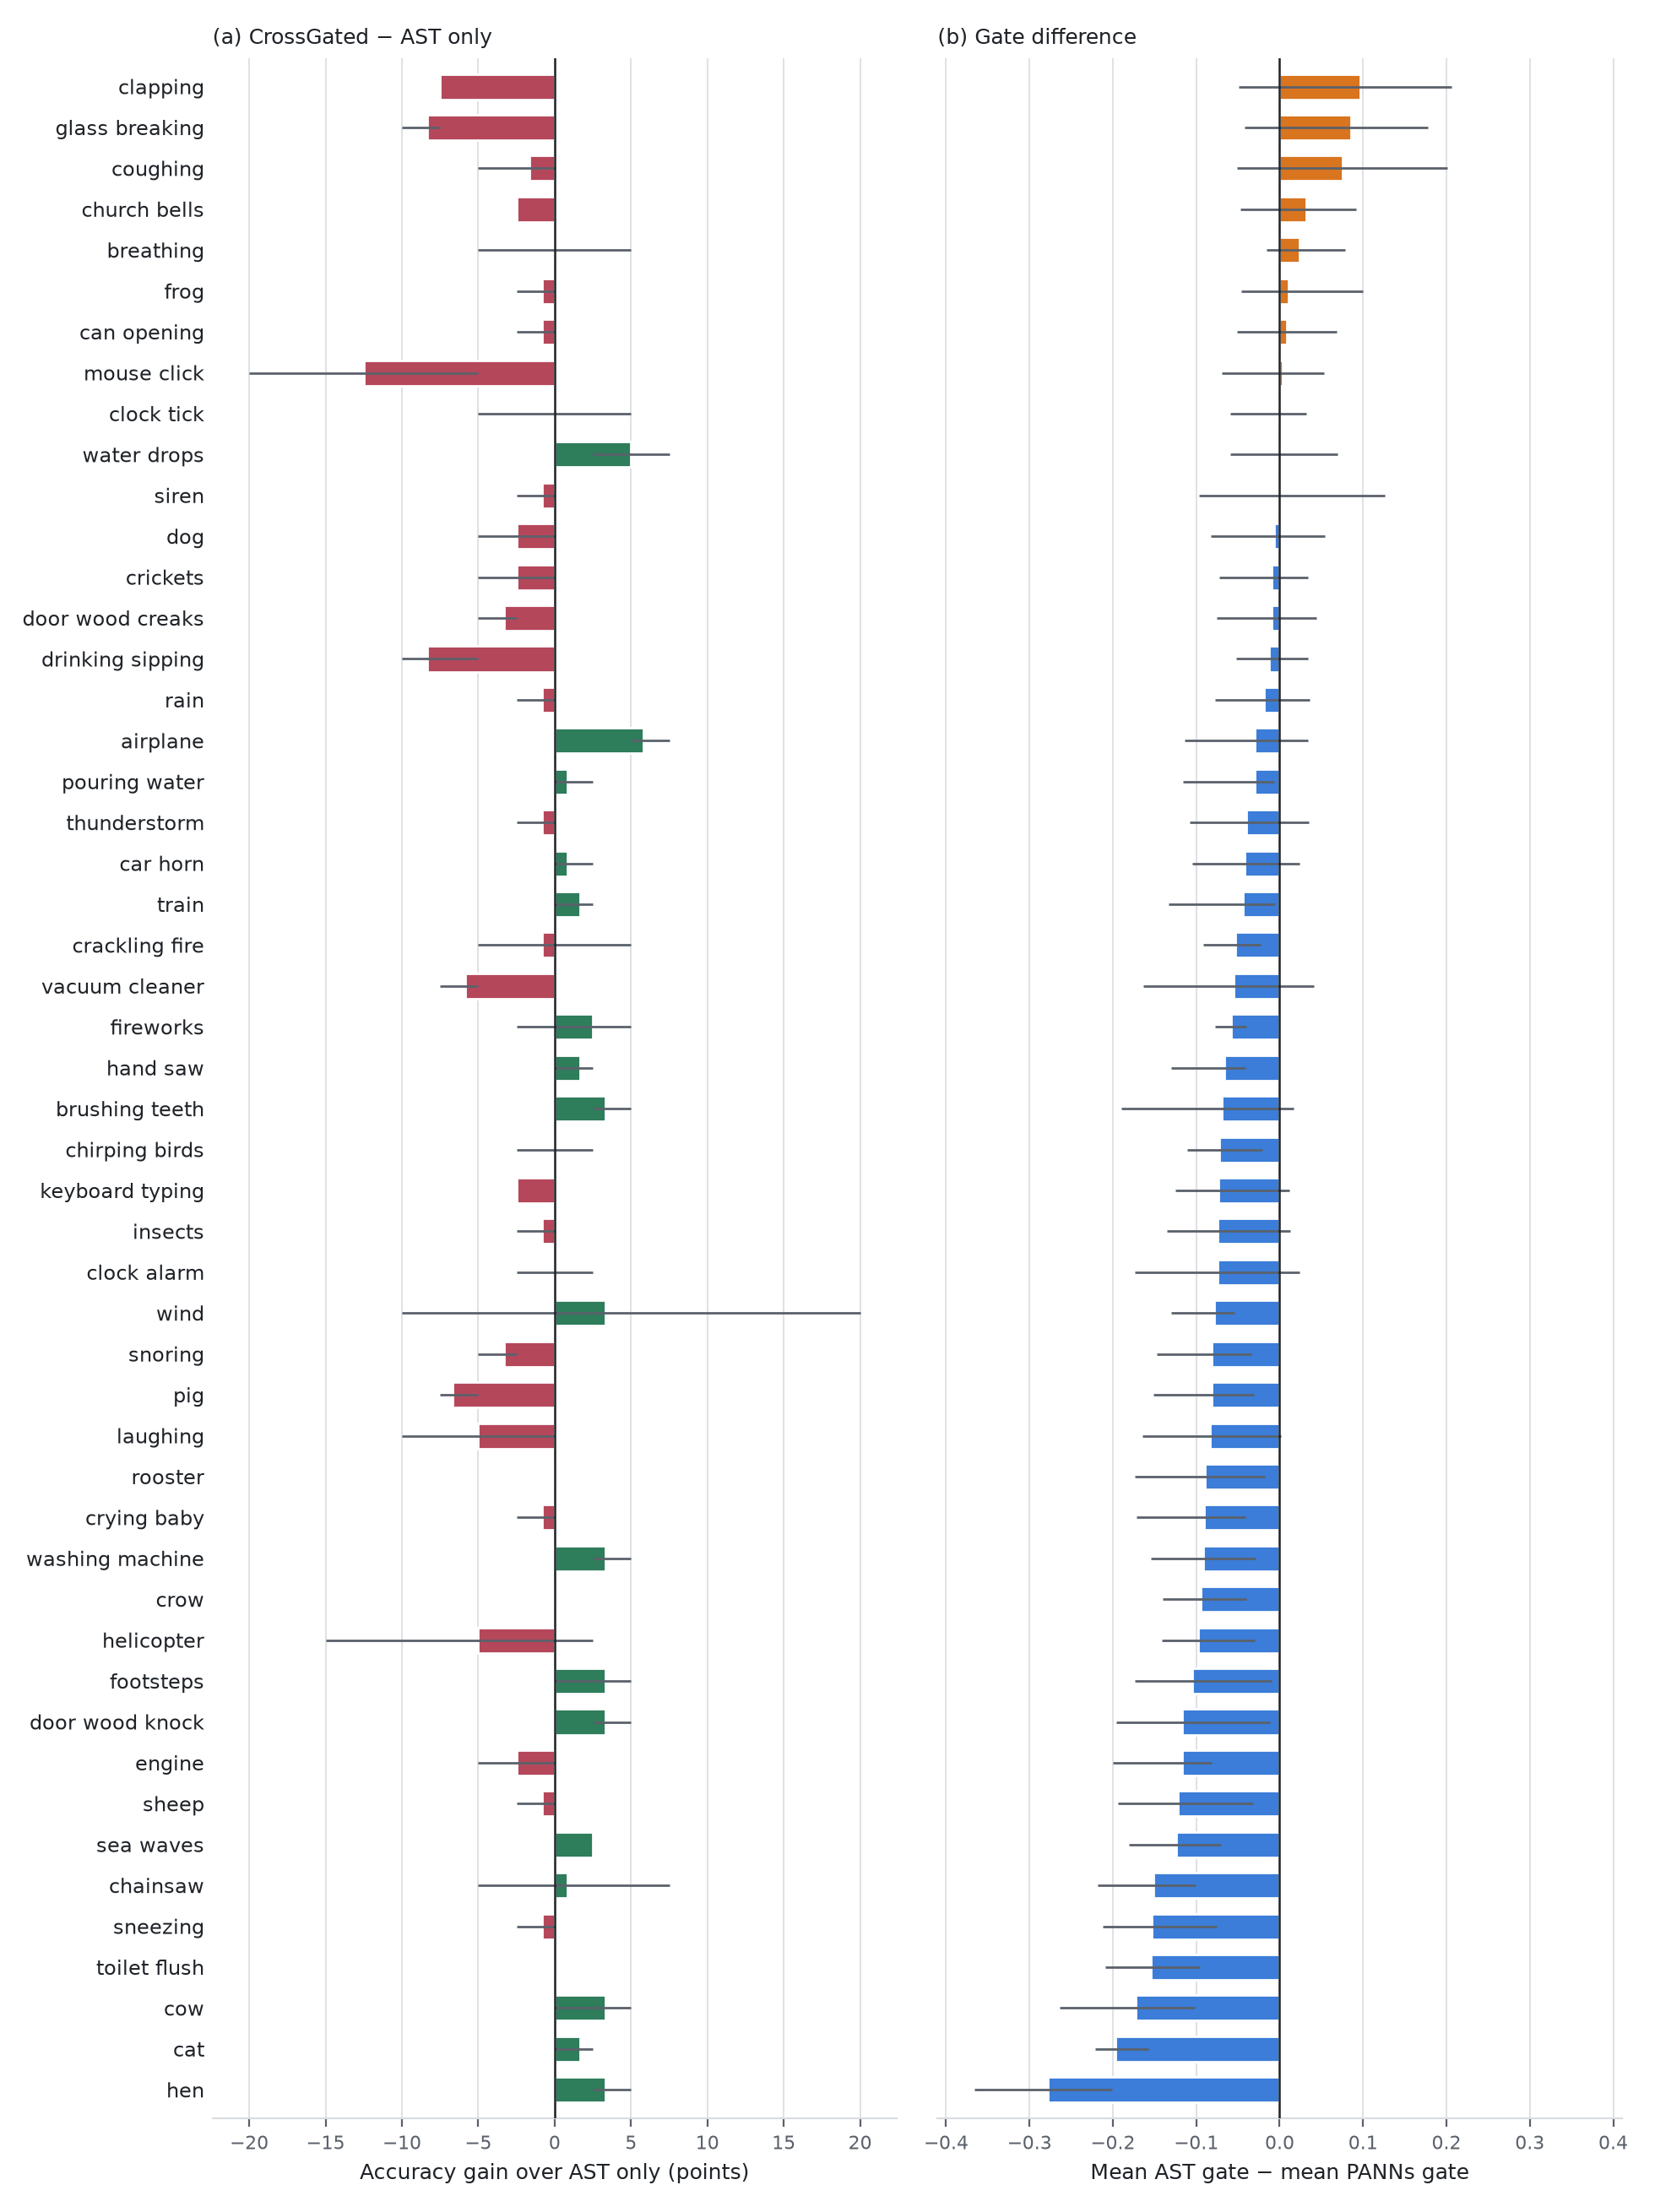 (a) CrossGated − AST only
(b) Gate difference
clapping
glass breaking
coughing
church bells
breathing
frog
can opening
mouse click
clock tick
water drops
siren
dog
crickets
door wood creaks
drinking sipping
rain
airplane
pouring water
thunderstorm
car horn
train
crackling fire
vacuum cleaner
fireworks
hand saw
brushing teeth
chirping birds
keyboard typing
insects
clock alarm
wind
snoring
pig
laughing
rooster
crying baby
washing machine
crow
helicopter
footsteps
door wood knock
engine
sheep
sea waves
chainsaw
sneezing
toilet flush
cow
cat
hen
−20 −15 −10 −5 0 5 10 15 20
Accuracy gain over AST only (points)
−0.4 −0.3 −0.2 −0.1 0.0 0.1 0.2 0.3 0.4
Mean AST gate − mean PANNs gate